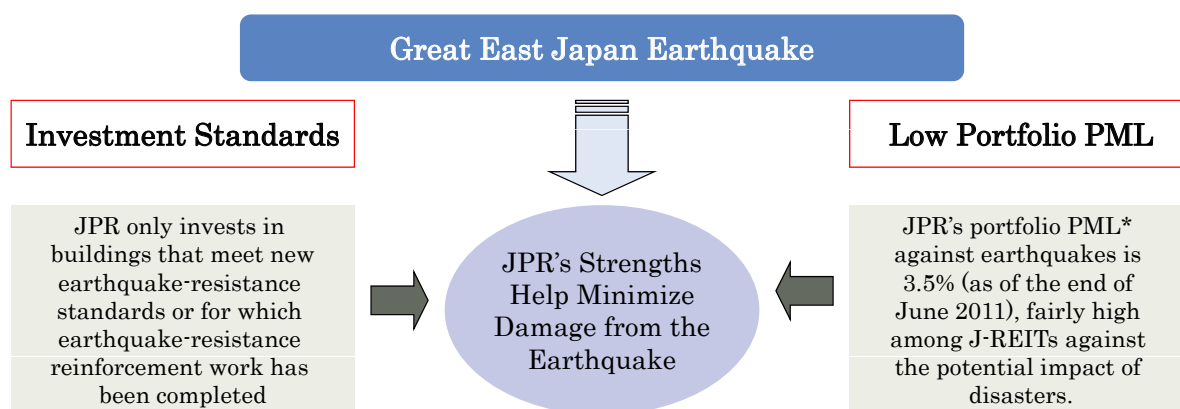 Great East Japan Earthquake
Investment Standards
JPR only invests in
buildings that meet new
earthquake-resistance
standards or for which
earthquake-resistance
reinforcement work has
been completed
JPR's Strengths
Help Minimize
Damage from the
Earthquake
Low Portfolio PML
JPR's portfolio PML*
against earthquakes is
3.5% (as of the end of
June 2011), fairly high
among J-REITs against
the potential impact of
disasters.